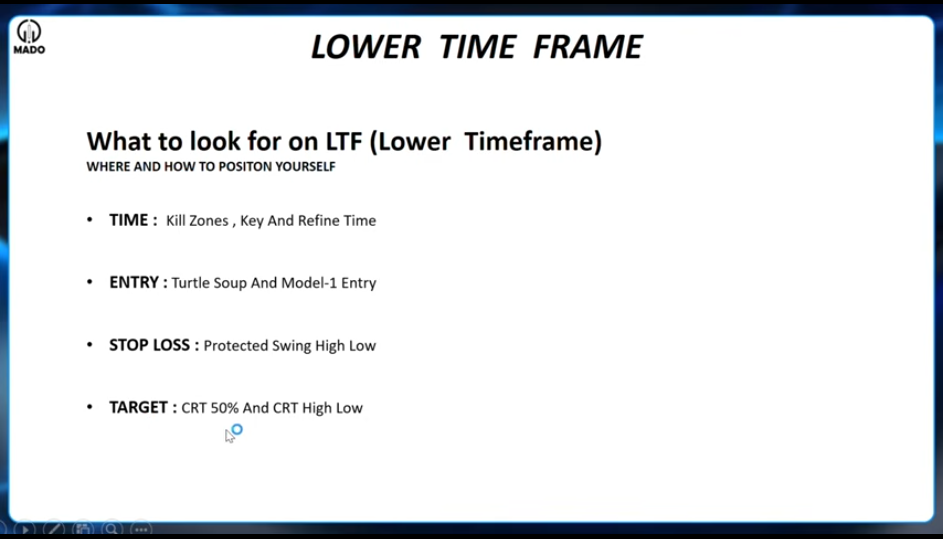 MADO
LOWER TIME FRAME
What to look for on LTF (Lower Timeframe)
WHERE AND HOW TO POSITON YOURSELF
• TIME : Kill Zones , Key And Refine Time
• ENTRY : Turtle Soup And Model-1 Entry
• STOP LOSS : Protected Swing High Low
• TARGET : CRT 50% And CRT High Low